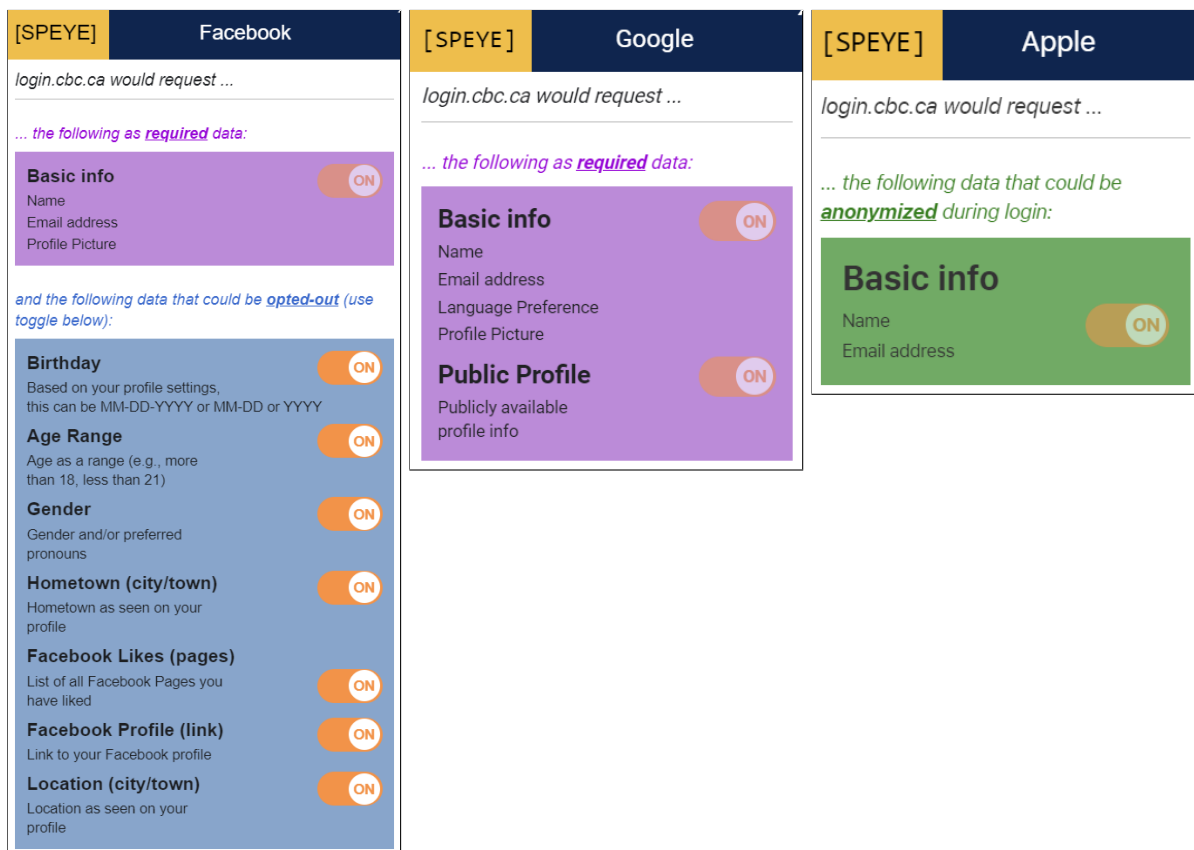 [SPEYE] Facebook
login.cbc.ca would request ...
... the following as required data:
Basic info
ON
Name
Email address
Profile Picture
and the following data that could be opted-out (use
toggle below):
Birthday
ON
Based on your profile settings,
this can be MM-DD-YYYY or MM-DD or YYYY
Age Range
ON
Age as a range (e.g., more
than 18, less than 21)
Gender
ON
Gender and/or preferred
pronouns
Hometown (city/town)
ON
Hometown as seen on your
profile
Facebook Likes (pages)
List of all Facebook Pages you
ON
have liked
Facebook Profile (link)
ON
Link to your Facebook profile
Location (city/town)
ON
Location as seen on your
profile
[SPEYE] Google
login.cbc.ca would request ...
... the following as required data:
Basic info
ON
Name
Email address
Language Preference
Profile Picture
Public Profile
ON
Publicly available
profile info
[SPEYE] Apple
login.cbc.ca would request ...
... the following data that could be
anonymized during login:
Basic info
Name
ON
Email address